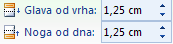 Glava od vrha: 1,25 cm
Noga od dna: 1,25 cm